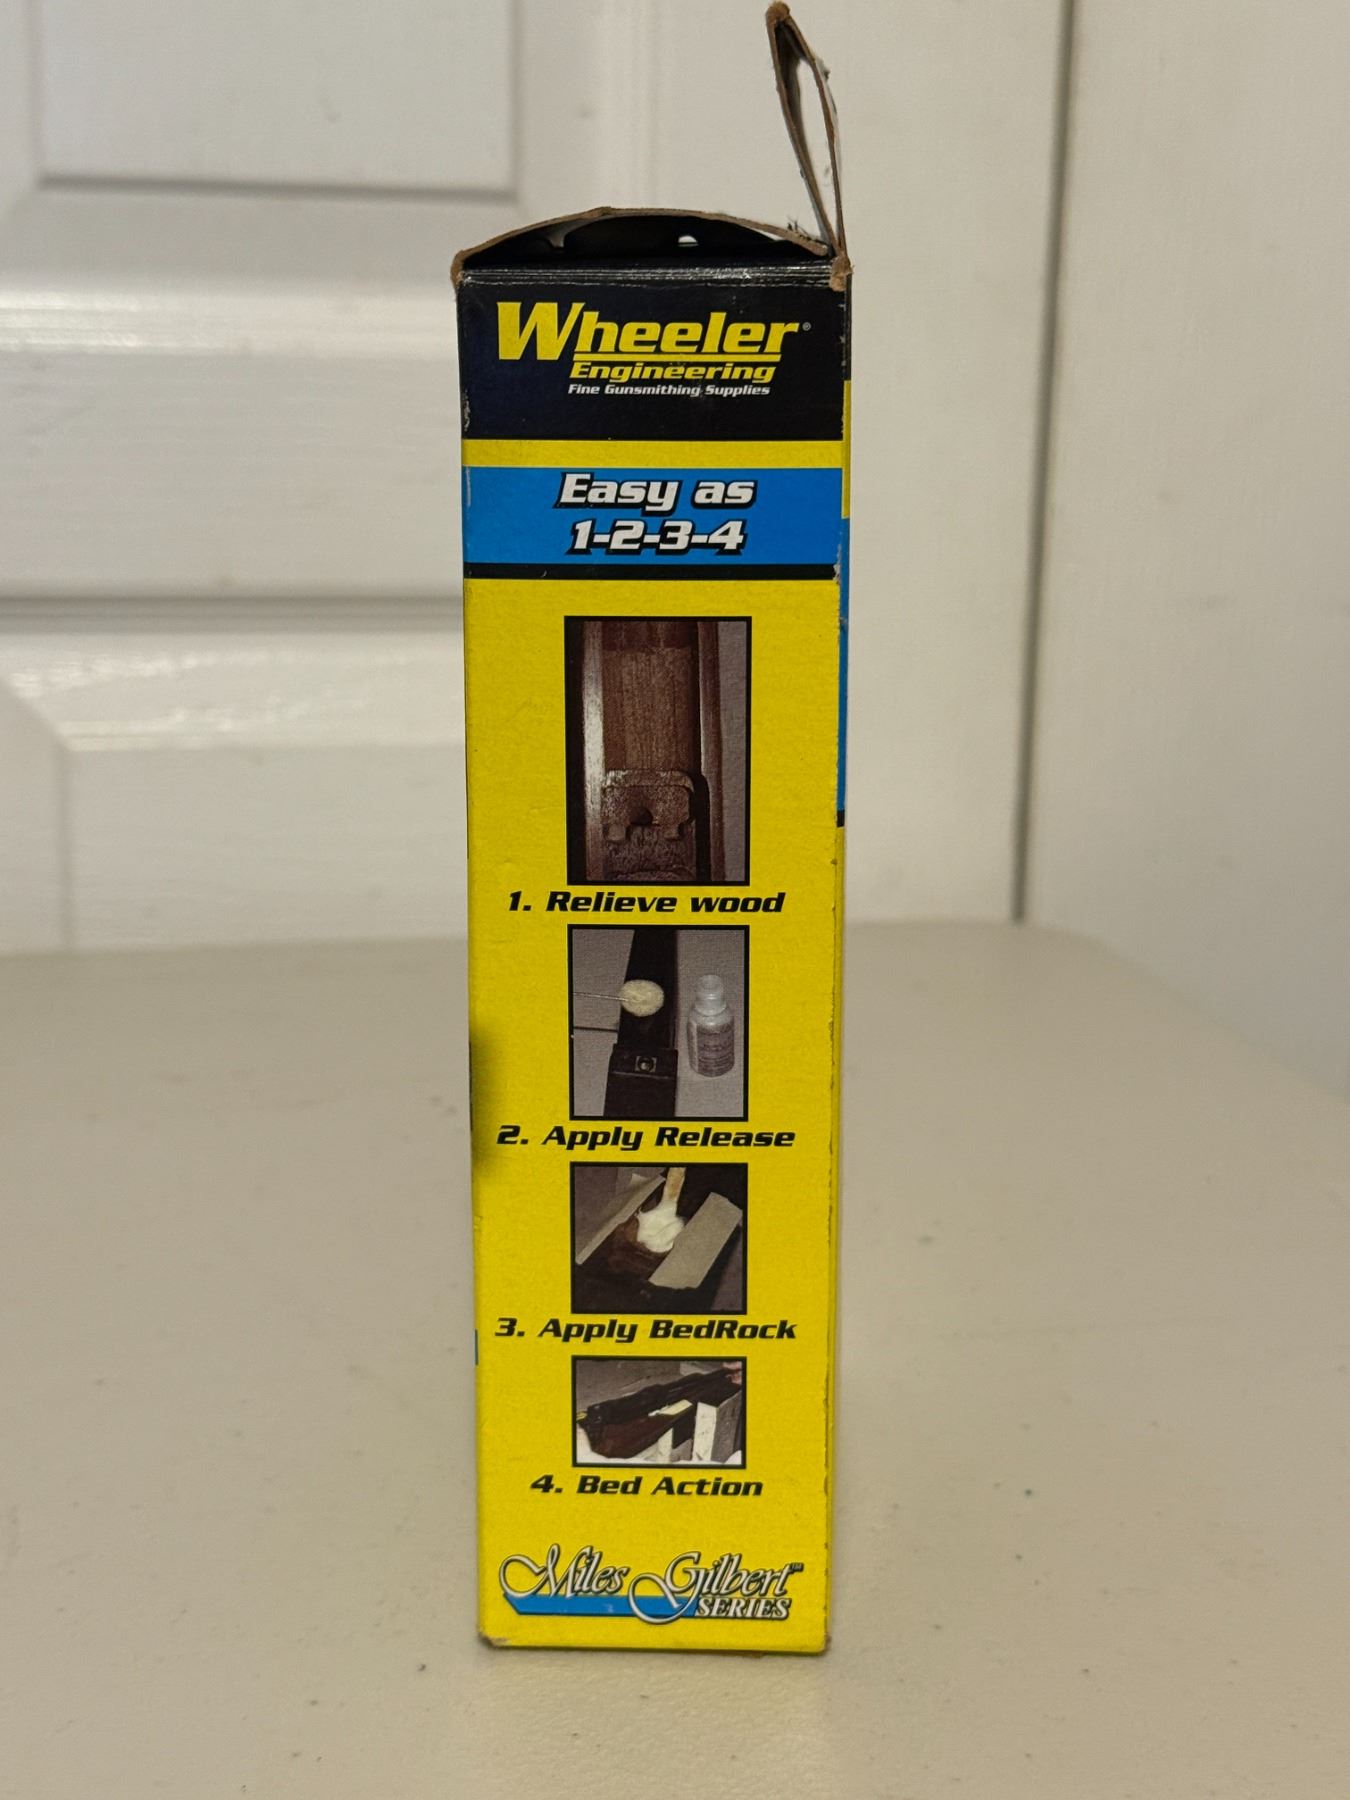 Wheeler®
Engineering
Fine Gunsmithing Supplies
Easy as
1-2-3-4
1. Relieve wood
2. Apply Release
3. Apply BedRock
4. Bed Action
Miles Gilbert™
SERIES